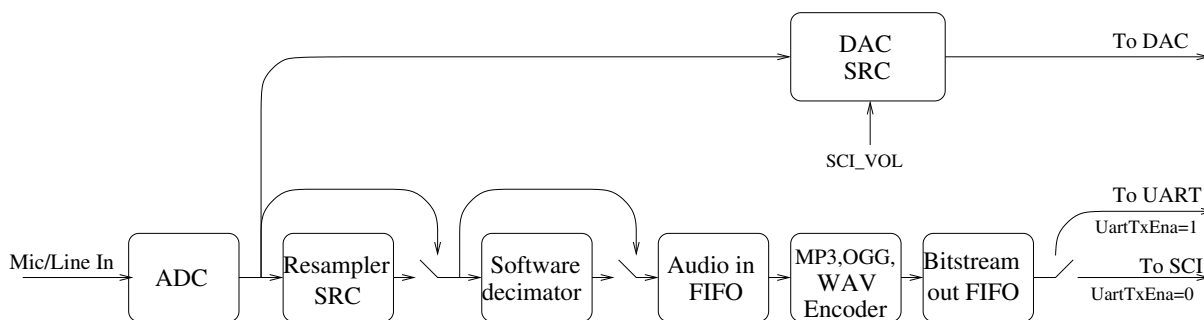 DAC
SRC
To DAC
SCI_VOL
To UART
UartTxEna=1
Mic/Line In
ADC
Resampler
SRC
Software
decimator
Audio in
FIFO
MP3,OGG,
WAV
Encoder
Bitstream
out FIFO
To SCI
UartTxEna=0